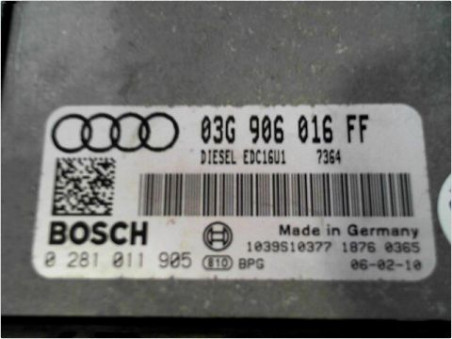 03G 906 016 FF
DIESEL EDC16U1 7364
BOSCH
Made in Germany
1039S10377 1876 0365
0 281 011 905 e10 BPG 06-02-10